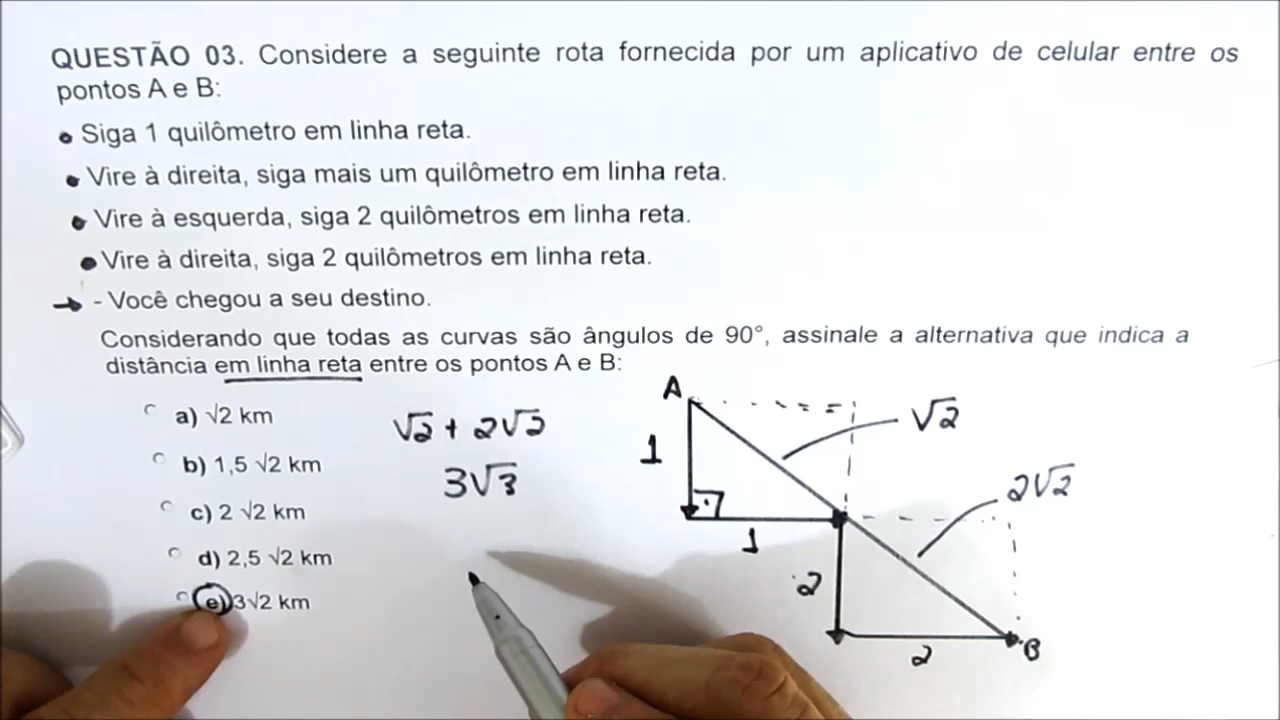 QUESTÃO 03. Considere a seguinte rota fornecida por um aplicativo de celular entre os
pontos A e B:
Siga 1 quilômetro em linha reta.
Vire à direita, siga mais um quilômetro em linha reta.
Vire à esquerda, siga 2 quilômetros em linha reta.
Vire à direita, siga 2 quilômetros em linha reta.
- Você chegou a seu destino.
Considerando que todas as curvas são ângulos de 90°, assinale a alternativa que indica a
distância em linha reta entre os pontos A e B:
a) √2 km
b) 1,5 √2 km
c) 2 √2 km
d) 2,5 √2 km
e) 3√2 km
√2 + 2√2
3√3
A
1
1
√2
2√2
2
2
B